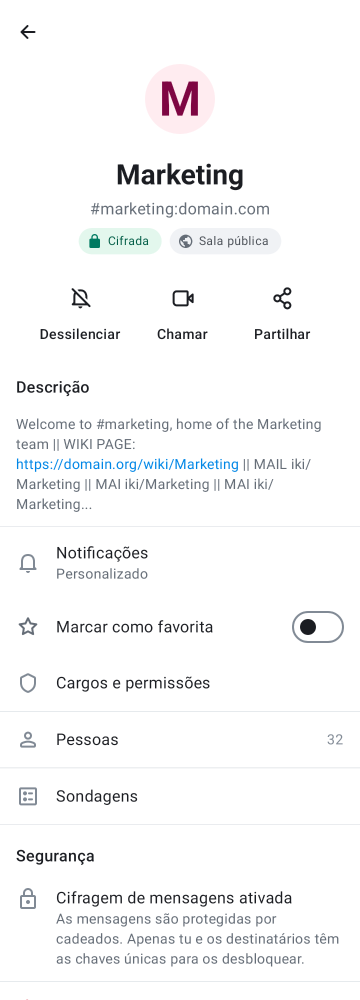 M
Marketing
#marketing:domain.com
Cifrada
Sala pública
Dessilenciar
Chamar
Partilhar
Descrição
Welcome to #marketing, home of the Marketing
team || WIKI PAGE:
https://domain.org/wiki/Marketing || MAIL iki/
Marketing || MAI iki/Marketing || MAI iki/
Marketing...
Notificações
Personalizado
Marcar como favorita
Cargos e permissões
Pessoas 32
Sondagens
Segurança
Cifragem de mensagens ativada
As mensagens são protegidas por
cadeados. Apenas tu e os destinatários têm
as chaves únicas para os desbloquear.